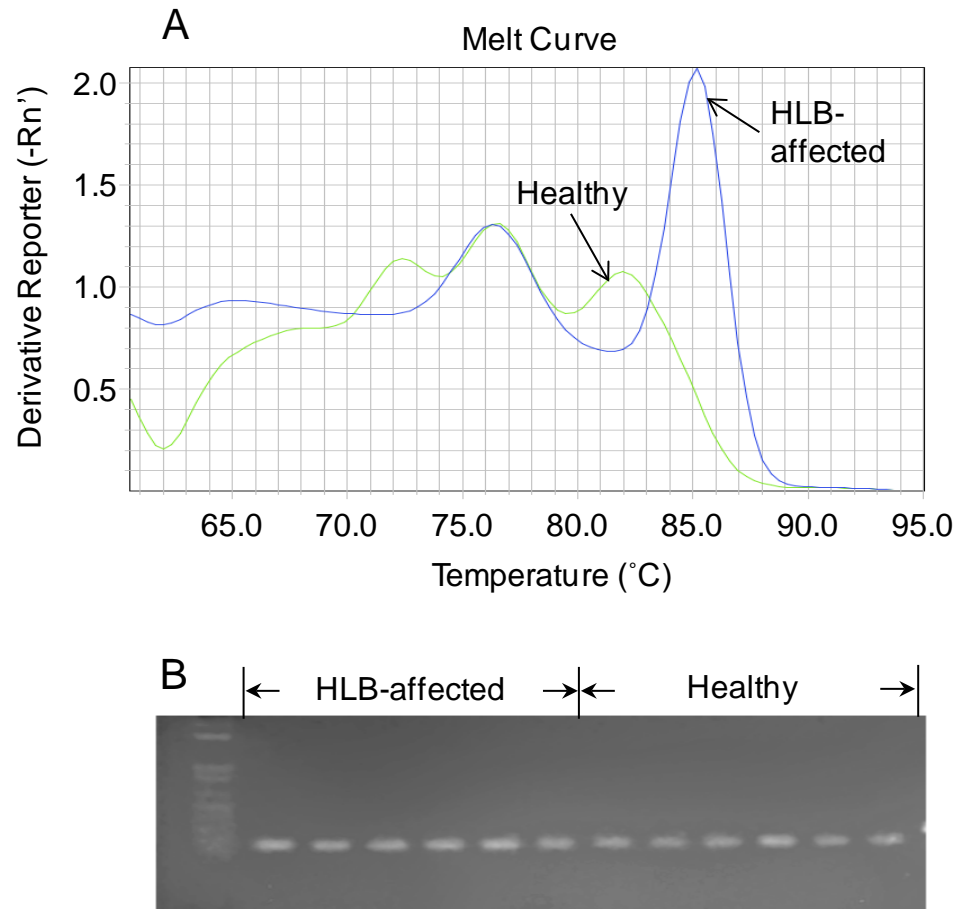 A
Melt Curve
Derivative Reporter (-Rn’)
2.0
1.5
1.0
0.5
HLB-
affected
Healthy
65.0 70.0 75.0 80.0 85.0 90.0 95.0
Temperature (˚C)
B
HLB-affected
Healthy